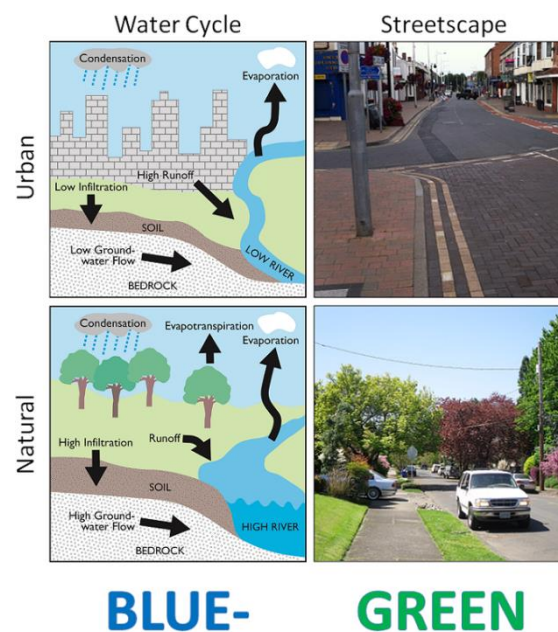 Water Cycle
Streetscape
Urban
Condensation
Evaporation
High Runoff
Low Infiltration
SOIL
Low Ground-
water Flow
LOW RIVER
BEDROCK
Natural
Condensation
Evapotranspiration
Evaporation
High Infiltration
Runoff
SOIL
High Ground-
water Flow
HIGH RIVER
BEDROCK
BLUE-
GREEN